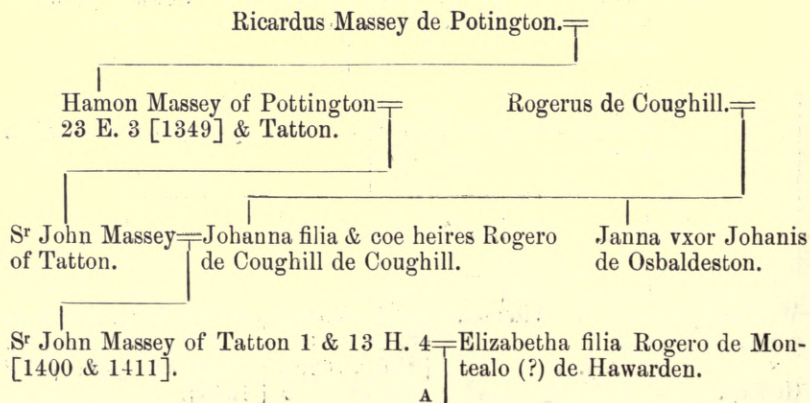 Ricardus Massey de Potington.
Hamon Massey of Pottington
23 E. 3 [1349] & Tatton.
Rogerus de Coughill.
Sʳ John Massey
of Tatton.
Johanna filia & coe heires Rogero
de Coughill de Coughill.
Janna vxor Johanis
de Osbaldeston.
Sʳ John Massey of Tatton 1 & 13 H. 4
[1400 & 1411].
Elizabetha filia Rogero de Mon-
tealo (?) de Hawarden.
A